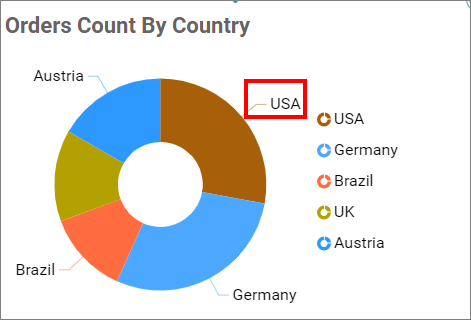 Orders Count By Country
Austria
USA
Brazil
Germany
USA
Germany
Brazil
UK
Austria